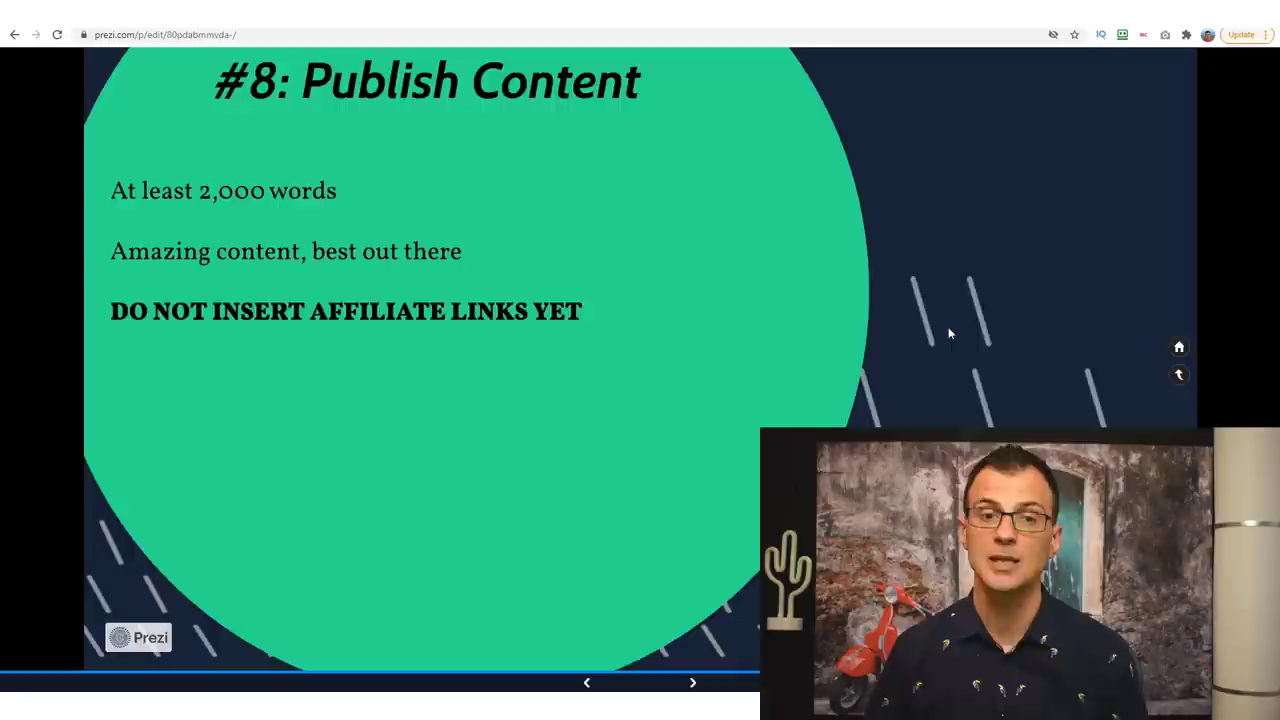 prezi.com/p/edit/80pdabmmvda-/
Update
#8: Publish Content
At least 2,000 words
Amazing content, best out there
DO NOT INSERT AFFILIATE LINKS YET
Prezi